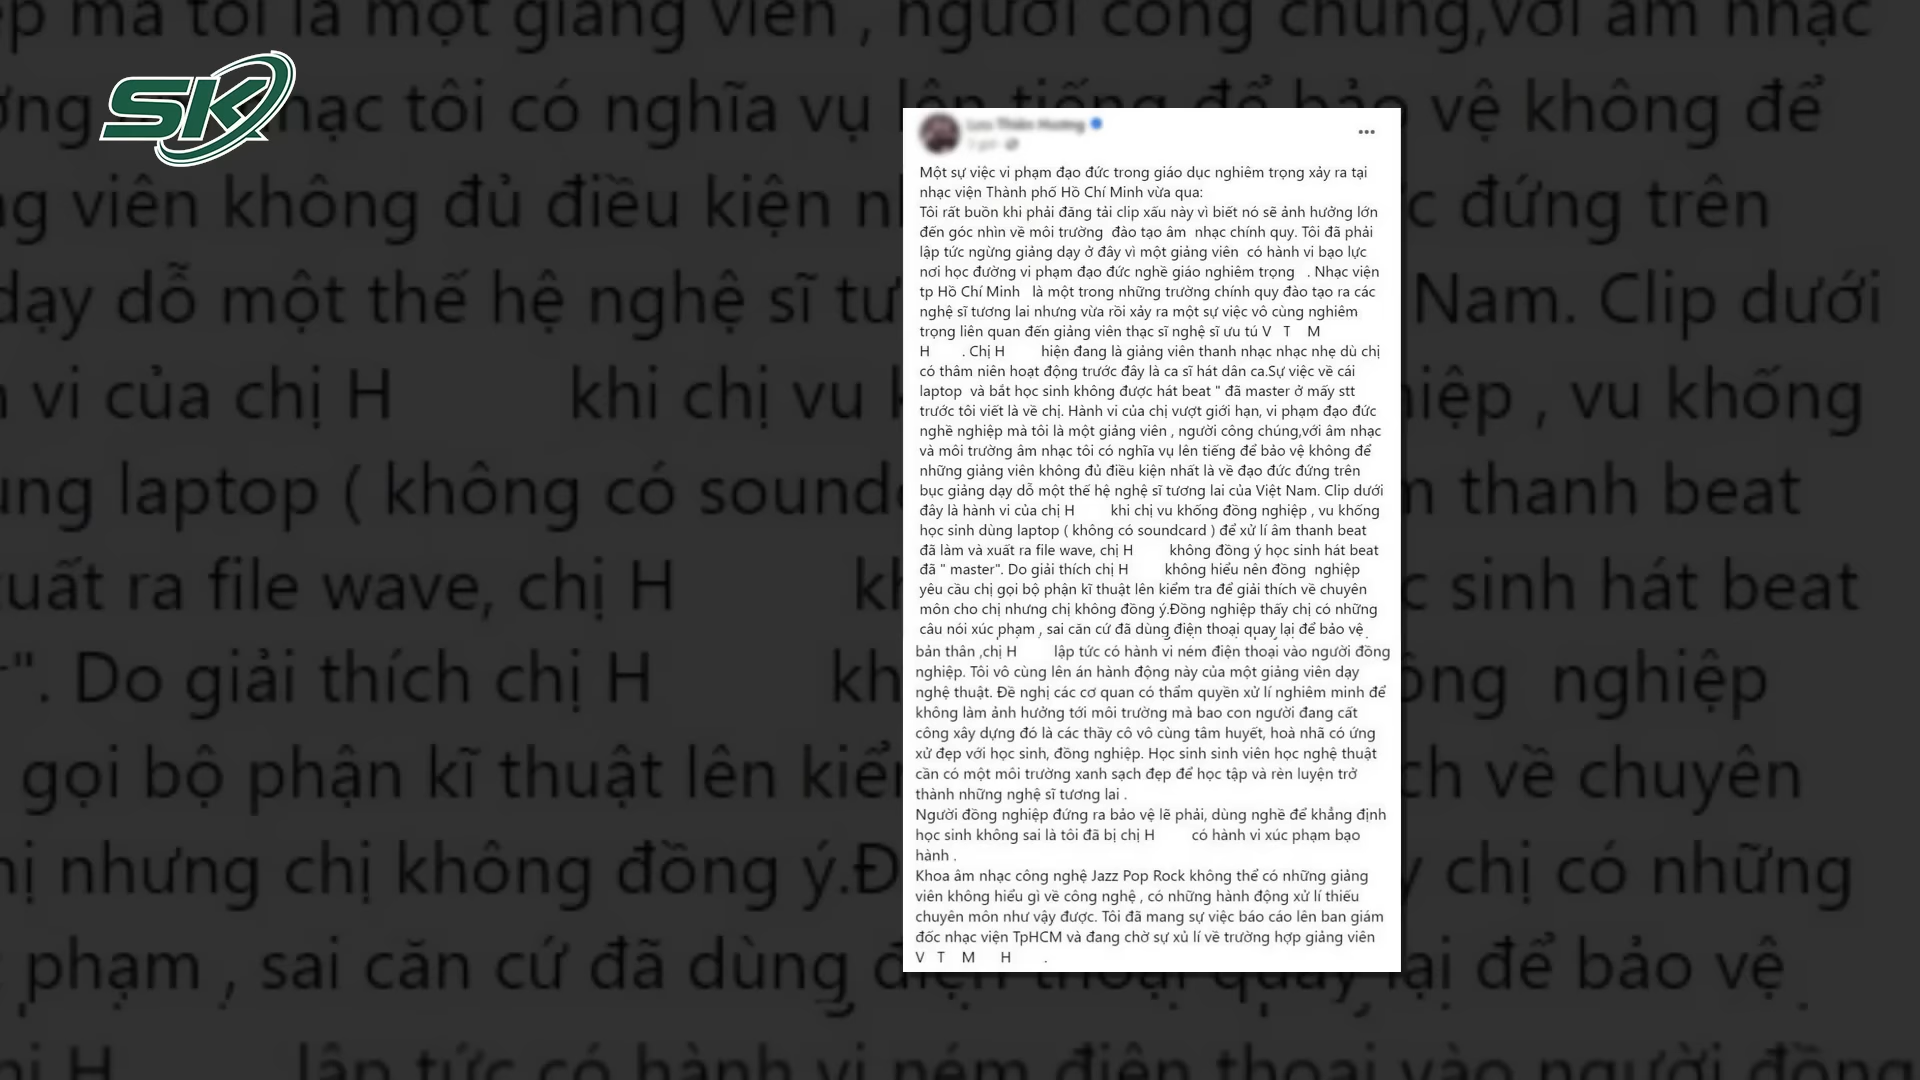 SK
Một sự việc vi phạm đạo đức trong giáo dục nghiêm trọng xảy ra tại
nhạc viện Thành phố Hồ Chí Minh vừa qua:
Tôi rất buồn khi phải đăng tải clip xấu này vì biết nó sẽ ảnh hưởng lớn
đến góc nhìn về môi trường đào tạo âm nhạc chính quy. Tôi đã phải
lập tức ngừng giảng dạy ở đây vì một giảng viên có hành vi bạo lực
nơi học đường vi phạm đạo đức nghề giáo nghiêm trọng . Nhạc viện
tp Hồ Chí Minh là một trong những trường chính quy đào tạo ra các
nghệ sĩ tương lai nhưng vừa rồi xảy ra một sự việc vô cùng nghiêm
trọng liên quan đến giảng viên thạc sĩ nghệ sĩ ưu tú V T M
H . Chị H hiện đang là giảng viên thanh nhạc nhạc nhẹ dù chị
có thâm niên hoạt động trước đây là ca sĩ hát dân ca.Sự việc về cái
laptop và bắt học sinh không được hát beat " đã master ở mấy stt
trước tôi viết là về chị. Hành vi của chị vượt giới hạn, vi phạm đạo đức
nghề nghiệp mà tôi là một giảng viên , người công chúng,với âm nhạc
và môi trường âm nhạc tôi có nghĩa vụ lên tiếng để bảo vệ không để
những giảng viên không đủ điều kiện nhất là về đạo đức đứng trên
bục giảng dạy dỗ một thế hệ nghệ sĩ tương lai của Việt Nam. Clip dưới
đây là hành vi của chị H khi chị vu khống đồng nghiệp , vu khống
học sinh dùng laptop ( không có soundcard ) để xử lí âm thanh beat
đã làm và xuất ra file wave, chị H không đồng ý học sinh hát beat
đã " master". Do giải thích chị H không hiểu nên đồng nghiệp
yêu cầu chị gọi bộ phận kĩ thuật lên kiểm tra để giải thích về chuyên
môn cho chị nhưng chị không đồng ý.Đồng nghiệp thấy chị có những
câu nói xúc phạm , sai căn cứ đã dùng điện thoại quay lại để bảo vệ
bản thân ,chị H lập tức có hành vi ném điện thoại vào người đồng
nghiệp. Tôi vô cùng lên án hành động này của một giảng viên dạy
nghệ thuật. Đề nghị các cơ quan có thẩm quyền xử lí nghiêm minh để
không làm ảnh hưởng tới môi trường mà bao con người đang cất
công xây dựng đó là các thầy cô vô cùng tâm huyết, hoà nhã có ứng
xử đẹp với học sinh, đồng nghiệp. Học sinh sinh viên học nghệ thuật
cần có một môi trường xanh sạch đẹp để học tập và rèn luyện trở
thành những nghệ sĩ tương lai .
Người đồng nghiệp đứng ra bảo vệ lẽ phải, dùng nghề để khẳng định
học sinh không sai là tôi đã bị chị H có hành vi xúc phạm bạo
hành .
Khoa âm nhạc công nghệ Jazz Pop Rock không thể có những giảng
viên không hiểu gì về công nghệ , có những hành động xử lí thiếu
chuyên môn như vậy được. Tôi đã mang sự việc báo cáo lên ban giám
đốc nhạc viện TpHCM và đang chờ sự xủ lí về trường hợp giảng viên
V T M H .